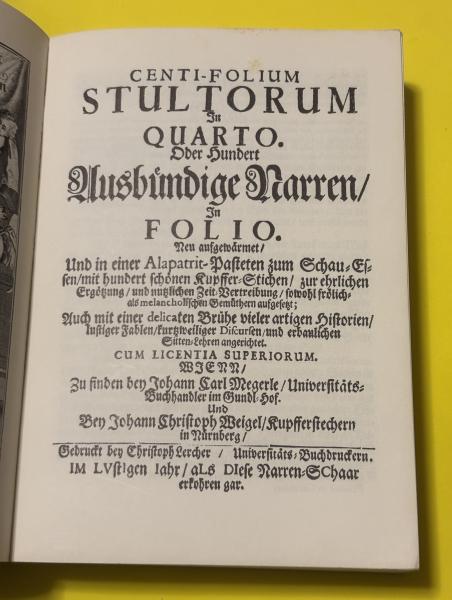 CENTI-FOLIUM
STULTORUM
In
QUARTO.
Oder Hundert
Ausbündige Narren/
In
FOLIO.
Neu aufgewärmet/
Und in einer Alapatrit-Pasteten zum Schau-Es-
sen/mit hundert schönen Kupffer-Stichen/ zur ehrlichen
Ergötzung/und nutzlichen Zeit-Vertreibung/sowohl frölich-
als melancholischen Gemüthern aufgesetzt;
Auch mit einer delicaten Brühe vieler artigen Historien/
lustiger Fablen/kurtzweiliger Discursen/und erbaulichen
Sitten-Lehren angerichtet.
CUM LICENTIA SUPERIORUM.
WIENN/
Zu finden bey Johann Carl Megerle/Universitäts-
Buchhandler im Gundl-Hof.
Und
Bey Johann Christoph Weigel/Kupfferstechern
in Nürnberg/
Gedruckt bey Christoph Lercher / Universitäts-Buchdruckern.
IM LVstIgen Iahr/aLs DIese Narren-SChaar
erkohren gar.